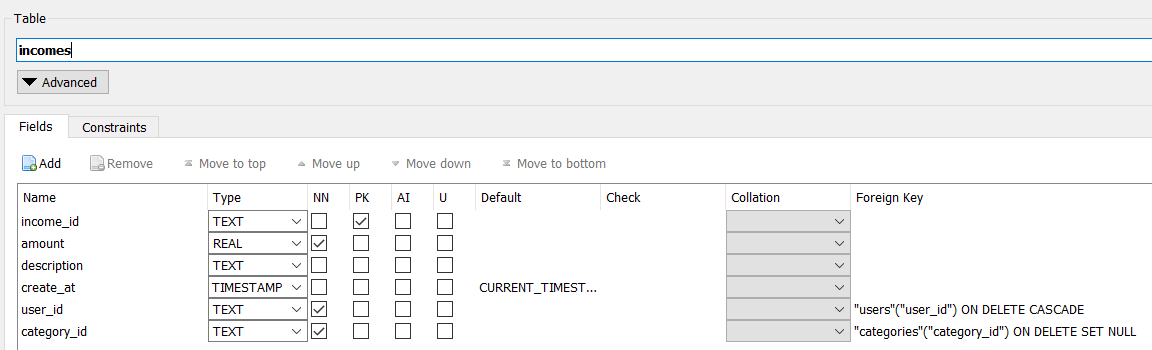 Table
incomes
Advanced
Fields Constraints
Add Remove Move to top Move up Move down Move to bottom
Name Type NN PK AI U Default Check Collation Foreign Key
income_id TEXT
amount REAL
description TEXT
create_at TIMESTAMP CURRENT_TIMEST...
user_id TEXT "users"("user_id") ON DELETE CASCADE
category_id TEXT "categories"("category_id") ON DELETE SET NULL